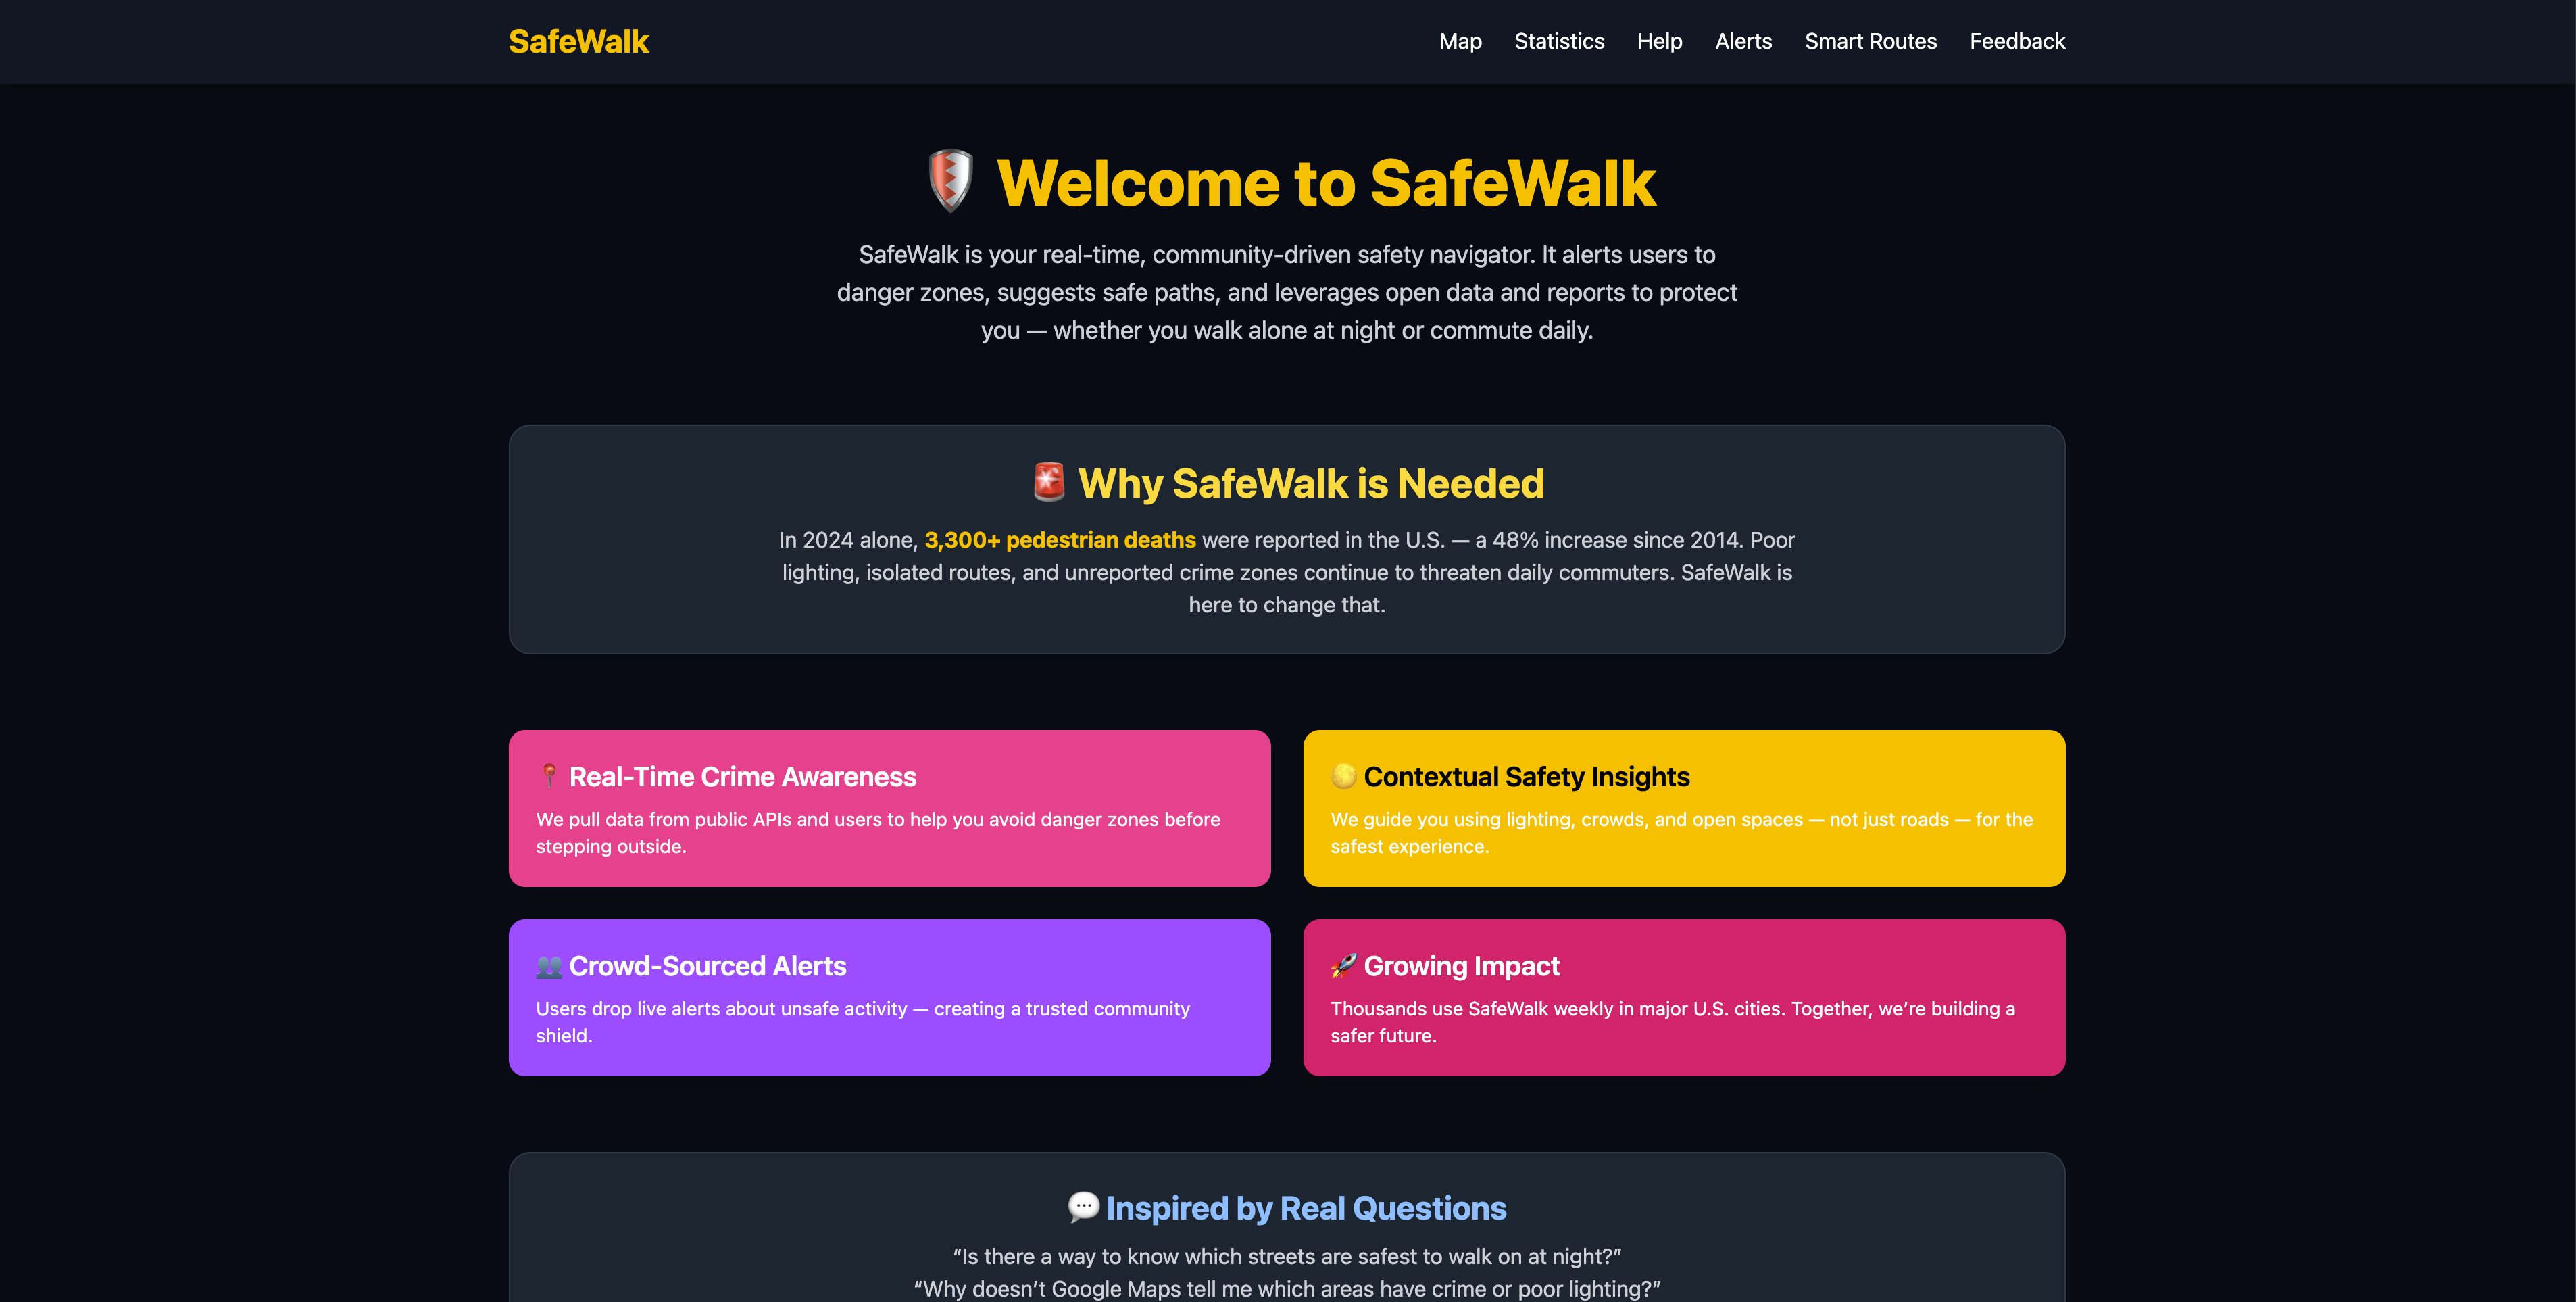 SafeWalk
Map Statistics Help Alerts Smart Routes Feedback
Welcome to SafeWalk
SafeWalk is your real-time, community-driven safety navigator. It alerts users to
danger zones, suggests safe paths, and leverages open data and reports to protect
you — whether you walk alone at night or commute daily.
Why SafeWalk is Needed
In 2024 alone, 3,300+ pedestrian deaths were reported in the U.S. — a 48% increase since 2014. Poor
lighting, isolated routes, and unreported crime zones continue to threaten daily commuters. SafeWalk is
here to change that.
Real-Time Crime Awareness
We pull data from public APIs and users to help you avoid danger zones before
stepping outside.
Contextual Safety Insights
We guide you using lighting, crowds, and open spaces — not just roads — for the
safest experience.
Crowd-Sourced Alerts
Users drop live alerts about unsafe activity — creating a trusted community
shield.
Growing Impact
Thousands use SafeWalk weekly in major U.S. cities. Together, we’re building a
safer future.
Inspired by Real Questions
“Is there a way to know which streets are safest to walk on at night?”
“Why doesn’t Google Maps tell me which areas have crime or poor lighting?”